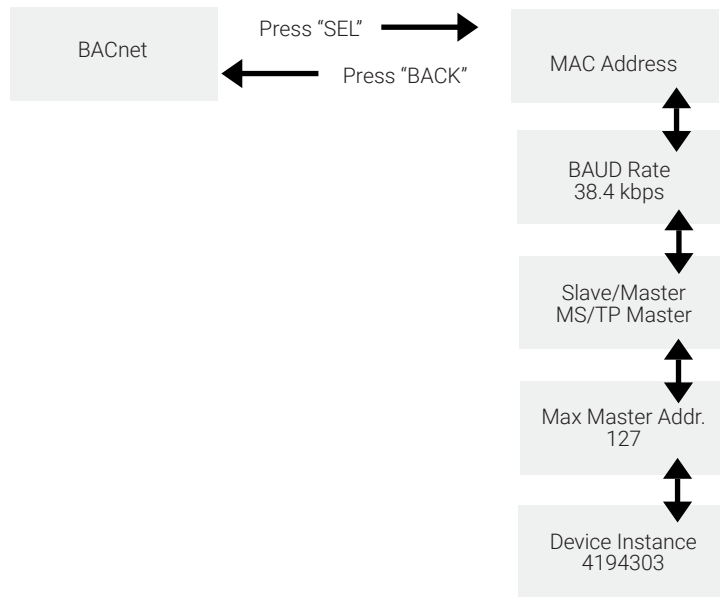 BACnet
Press “SEL”
Press “BACK”
MAC Address
BAUD Rate
38.4 kbps
Slave/Master
MS/TP Master
Max Master Addr.
127
Device Instance
4194303